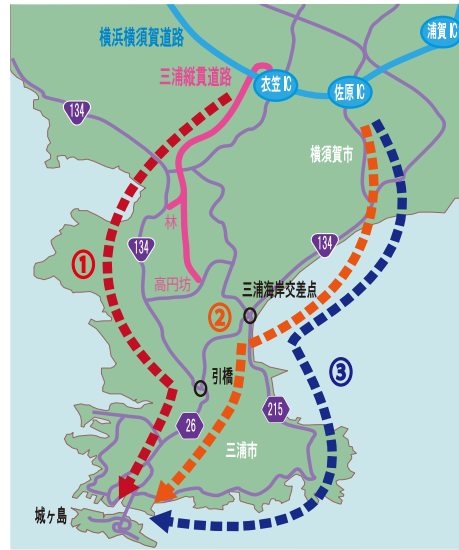 浦賀IC
横浜横須賀道路
三浦縦貫道路
衣笠IC
佐原IC
134
横須賀市
林
134
134
①
高円坊
三浦海岸交差点
②
引橋
③
215
26
三浦市
城ヶ島